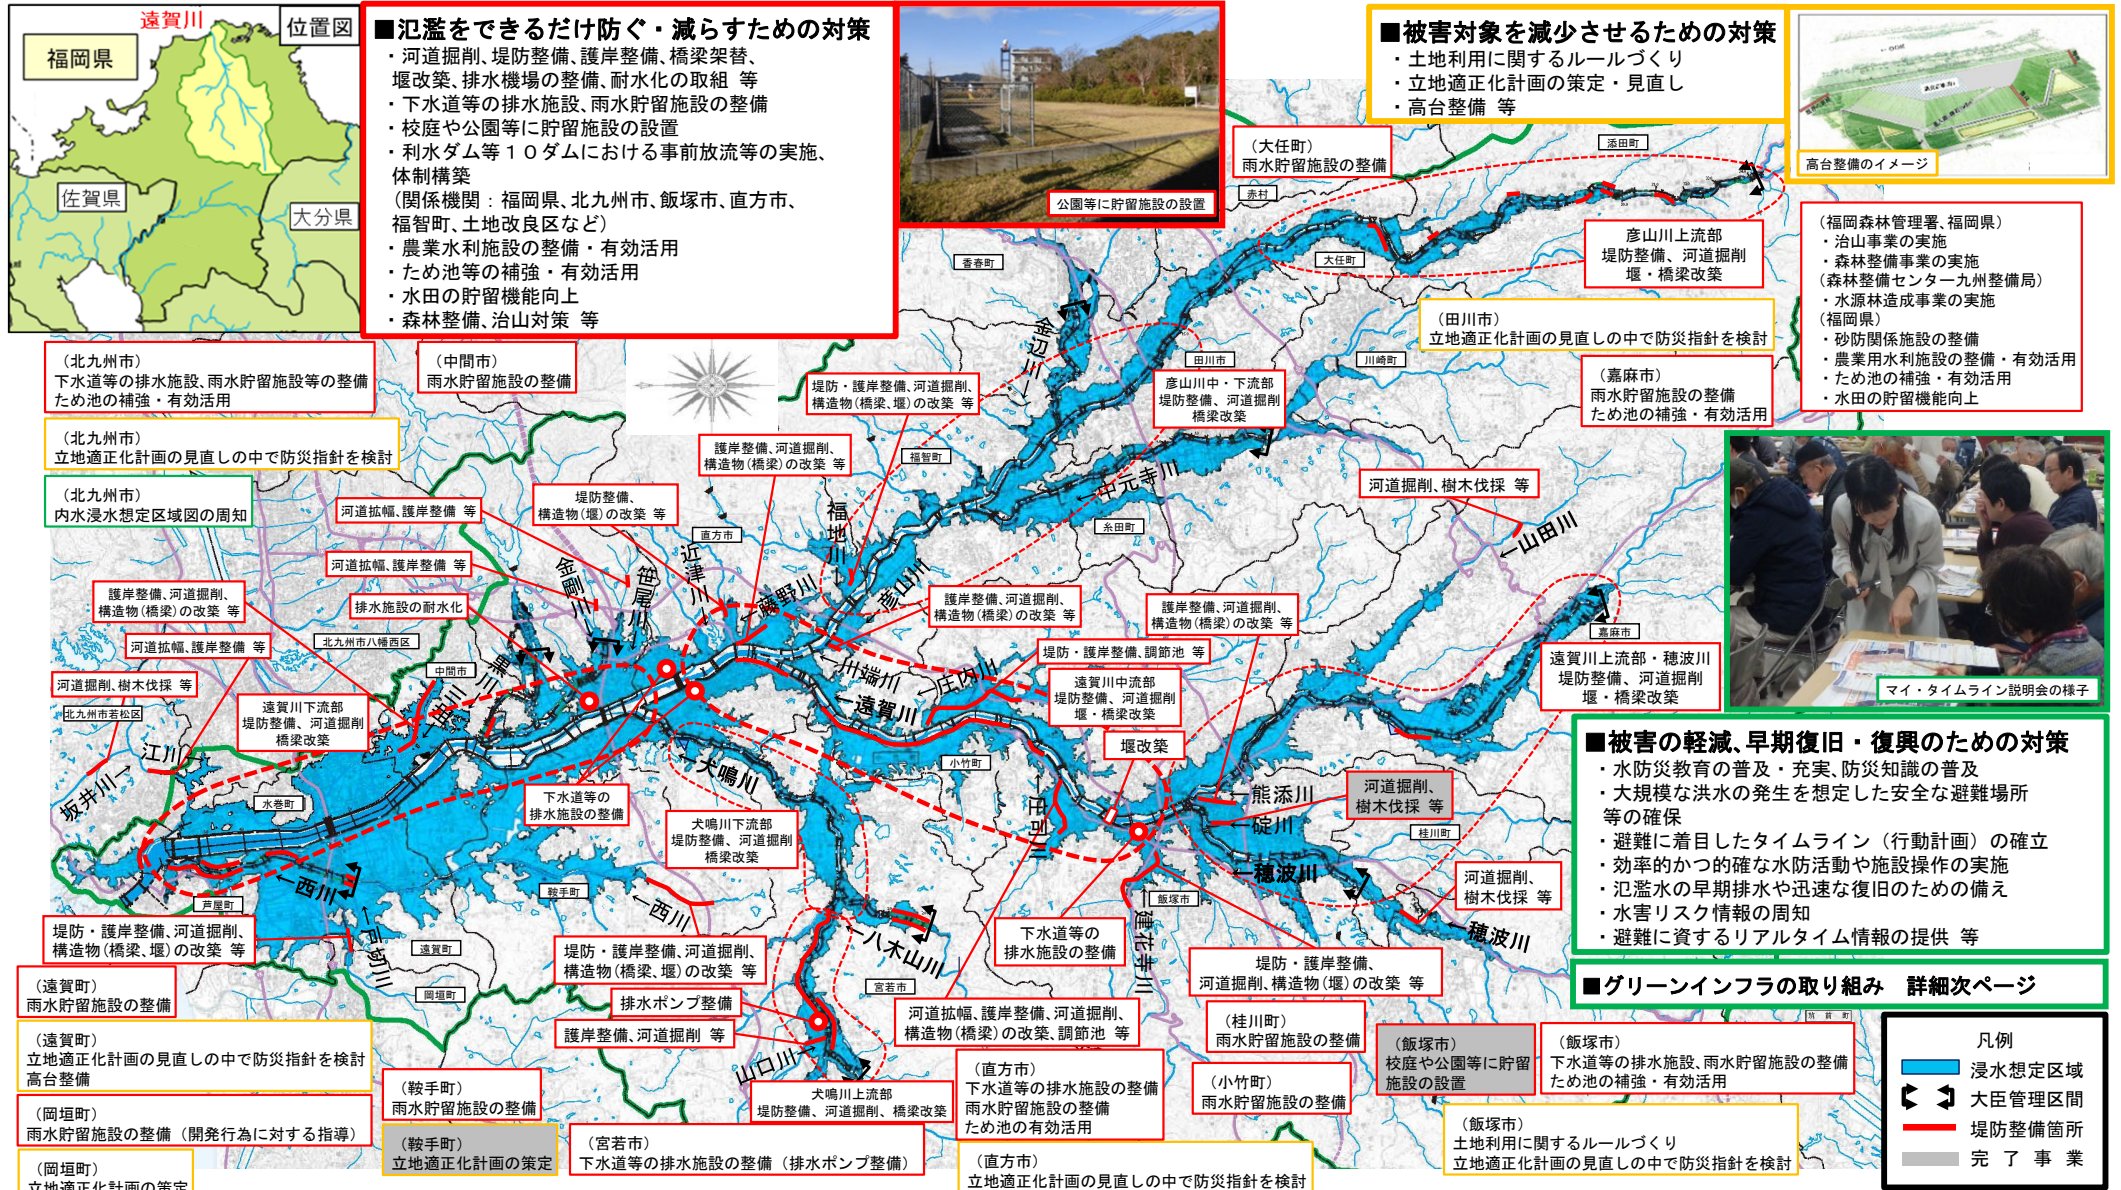 遠賀川
位置図
福岡県
佐賀県
大分県
■氾濫をできるだけ防ぐ・減らすための対策
・河道掘削、堤防整備、護岸整備、橋梁架替、
堰改築、排水機場の整備、耐水化の取組 等
・下水道等の排水施設、雨水貯留施設の整備
・校庭や公園等に貯留施設の設置
・利水ダム等１０ダムにおける事前放流等の実施、
体制構築
（関係機関：福岡県、北九州市、飯塚市、直方市、
福智町、土地改良区など）
・農業水利施設の整備・有効活用
・ため池等の補強・有効活用
・水田の貯留機能向上
・森林整備、治山対策 等
公園等に貯留施設の設置
■被害対象を減少させるための対策
・土地利用に関するルールづくり
・立地適正化計画の策定・見直し
・高台整備 等
高台整備のイメージ
（大任町）
雨水貯留施設の整備
添田町
赤村
香春町
大任町
彦山川上流部
堤防整備、河道掘削
堰・橋梁改築
（福岡森林管理署、福岡県）
・治山事業の実施
・森林整備事業の実施
（森林整備センター九州整備局）
・水源林造成事業の実施
（福岡県）
・砂防関係施設の整備
・農業用水利施設の整備・有効活用
・ため池の補強・有効活用
・水田の貯留機能向上
（田川市）
立地適正化計画の見直しの中で防災指針を検討
（嘉麻市）
雨水貯留施設の整備
ため池の補強・有効活用
（北九州市）
下水道等の排水施設、雨水貯留施設等の整備
ため池の補強・有効活用
（中間市）
雨水貯留施設の整備
（北九州市）
立地適正化計画の見直しの中で防災指針を検討
（北九州市）
内水浸水想定区域図の周知
金辺川
田川市
川崎町
堤防・護岸整備、河道掘削、
構造物（橋梁、堰）の改築 等
彦山川中・下流部
堤防整備、河道掘削
橋梁改築
護岸整備、河道掘削、
構造物（橋梁）の改築 等
福智町
←中元寺川
糸田町
河道掘削、樹木伐採 等
←山田川
河道拡幅、護岸整備 等
堤防整備、
構造物（堰）の改築 等
直方市
福地川
近津川
笹尾川
金剛川
←藤野川
彦山川
河道拡幅、護岸整備 等
排水施設の耐水化
護岸整備、河道掘削、
構造物（橋梁）の改築 等
河道拡幅、護岸整備 等
河道掘削、樹木伐採 等
北九州市八幡西区
中間市
黒川
北九州市若松区
遠賀川下流部
堤防整備、河道掘削
橋梁改築
江川
坂井川→
水巻町
護岸整備、河道掘削、
構造物（橋梁）の改築 等
護岸整備、河道掘削、
構造物（橋梁）の改築 等
堤防・護岸整備、調節池 等
遠賀川中流部
堤防整備、河道掘削
堰・橋梁改築
堰改築
←川端川
←庄内川
←遠賀川
小竹町
庄司川
嘉麻市
遠賀川上流部・穂波川
堤防整備、河道掘削
堰・橋梁改築
マイ・タイムライン説明会の様子
■被害の軽減、早期復旧・復興のための対策
・水防災教育の普及・充実、防災知識の普及
・大規模な洪水の発生を想定した安全な避難場所
等の確保
・避難に着目したタイムライン（行動計画）の確立
・効率的かつ的確な水防活動や施設操作の実施
・氾濫水の早期排水や迅速な復旧のための備え
・水害リスク情報の周知
・避難に資するリアルタイム情報の提供 等
■グリーンインフラの取り組み　詳細次ページ
←犬鳴川
下水道等の
排水施設の整備
犬鳴川下流部
堤防整備、河道掘削
橋梁改築
熊添川
碇川
河道掘削、
樹木伐採 等
桂川町
←穂波川
河道掘削、
樹木伐採 等
←穂波川
飯塚市
建花寺川
芦屋町
←西川
鞍手町
←西川
←戸切川
遠賀町
岡垣町
堤防・護岸整備、河道掘削、
構造物（橋梁、堰）の改築 等
堤防・護岸整備、河道掘削、
構造物（橋梁、堰）の改築 等
排水ポンプ整備
護岸整備、河道掘削 等
←八木山川
宮若市
山口川→
下水道等の
排水施設の整備
堤防・護岸整備、
河道掘削、構造物（堰）の改築 等
河道拡幅、護岸整備、河道掘削、
構造物（橋梁）の改築、調節池 等
犬鳴川上流部
堤防整備、河道掘削、橋梁改築
（遠賀町）
雨水貯留施設の整備
（遠賀町）
立地適正化計画の見直しの中で防災指針を検討
高台整備
（岡垣町）
雨水貯留施設の整備（開発行為に対する指導）
（岡垣町）
立地適正化計画の策定
（鞍手町）
雨水貯留施設の整備
（鞍手町）
立地適正化計画の策定
（宮若市）
下水道等の排水施設の整備（排水ポンプ整備）
（直方市）
下水道等の排水施設の整備
雨水貯留施設の整備
ため池の有効活用
（直方市）
立地適正化計画の見直しの中で防災指針を検討
（桂川町）
雨水貯留施設の整備
（小竹町）
雨水貯留施設の整備
（飯塚市）
校庭や公園等に貯留
施設の設置
（飯塚市）
下水道等の排水施設、雨水貯留施設の整備
ため池の補強・有効活用
（飯塚市）
土地利用に関するルールづくり
立地適正化計画の見直しの中で防災指針を検討
筑前町
凡例
浸水想定区域
大臣管理区間
堤防整備箇所
完了事業